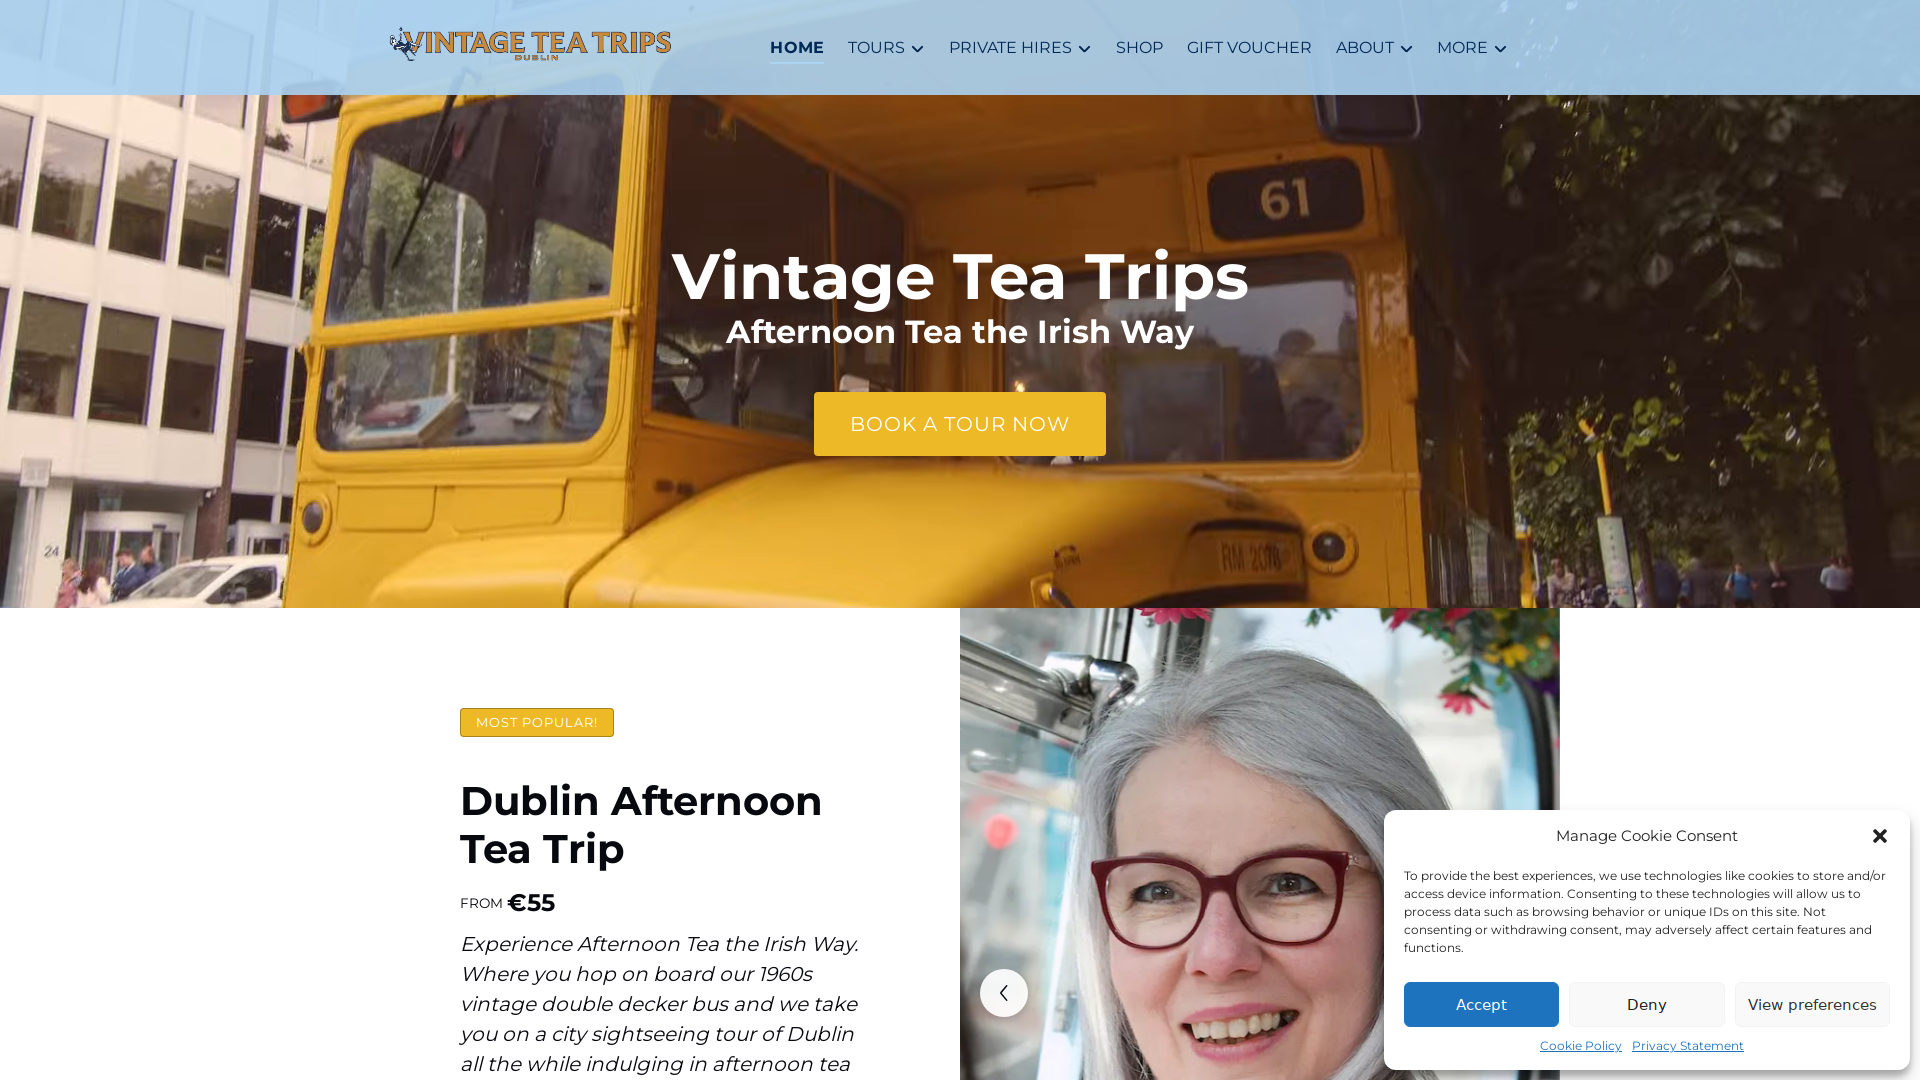 VINTAGE TEA TRIPS
DUBLIN
HOME
TOURS
PRIVATE HIRES
SHOP
GIFT VOUCHER
ABOUT
MORE
61
Vintage Tea Trips
Afternoon Tea the Irish Way
BOOK A TOUR NOW
24
RM 2078
MOST POPULAR!
Dublin Afternoon
Tea Trip
FROM €55
Experience Afternoon Tea the Irish Way.
Where you hop on board our 1960s
vintage double decker bus and we take
you on a city sightseeing tour of Dublin
all the while indulging in afternoon tea
Manage Cookie Consent
To provide the best experiences, we use technologies like cookies to store and/or
access device information. Consenting to these technologies will allow us to
process data such as browsing behavior or unique IDs on this site. Not
consenting or withdrawing consent, may adversely affect certain features and
functions.
Accept
Deny
View preferences
Cookie Policy
Privacy Statement